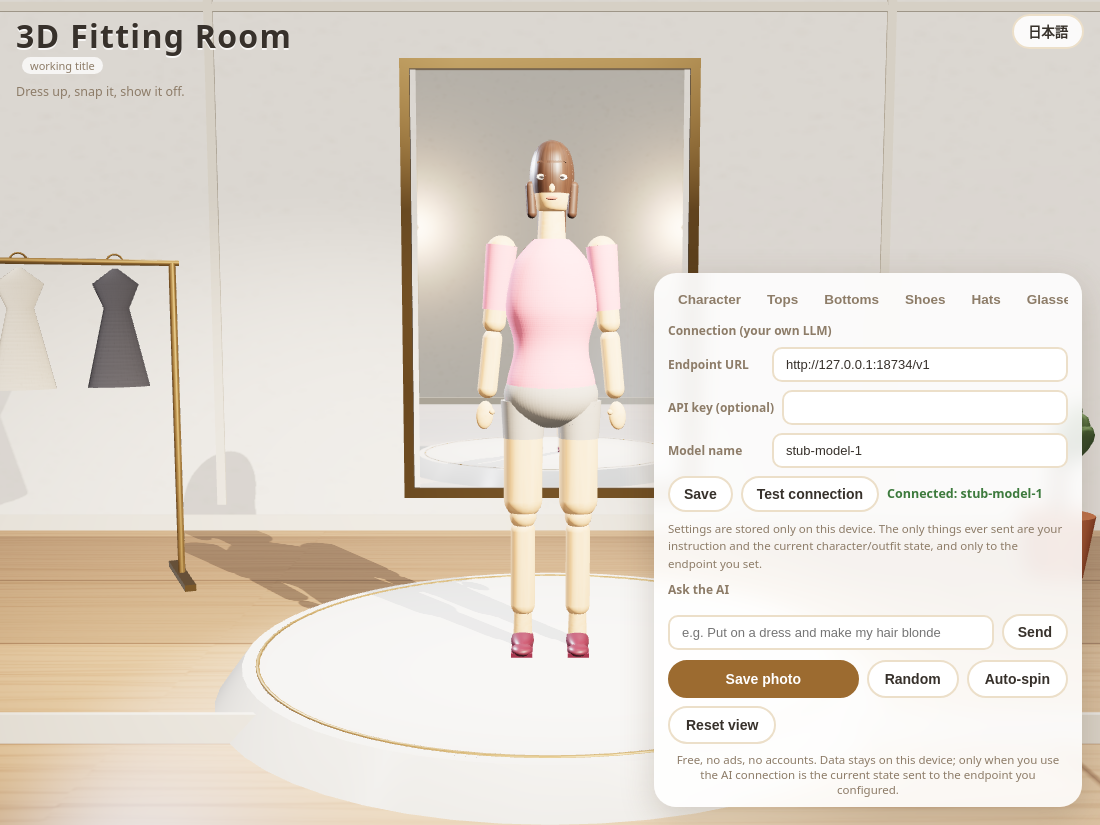 3D Fitting Room
working title
Dress up, snap it, show it off.
日本語
Character Tops Bottoms Shoes Hats Glasse
Connection (your own LLM)
Endpoint URL http://127.0.0.1:18734/v1
API key (optional)
Model name stub-model-1
Save Test connection Connected: stub-model-1
Settings are stored only on this device. The only things ever sent are your
instruction and the current character/outfit state, and only to the
endpoint you set.
Ask the AI
e.g. Put on a dress and make my hair blonde Send
Save photo Random Auto-spin
Reset view
Free, no ads, no accounts. Data stays on this device; only when you use
the AI connection is the current state sent to the endpoint you
configured.